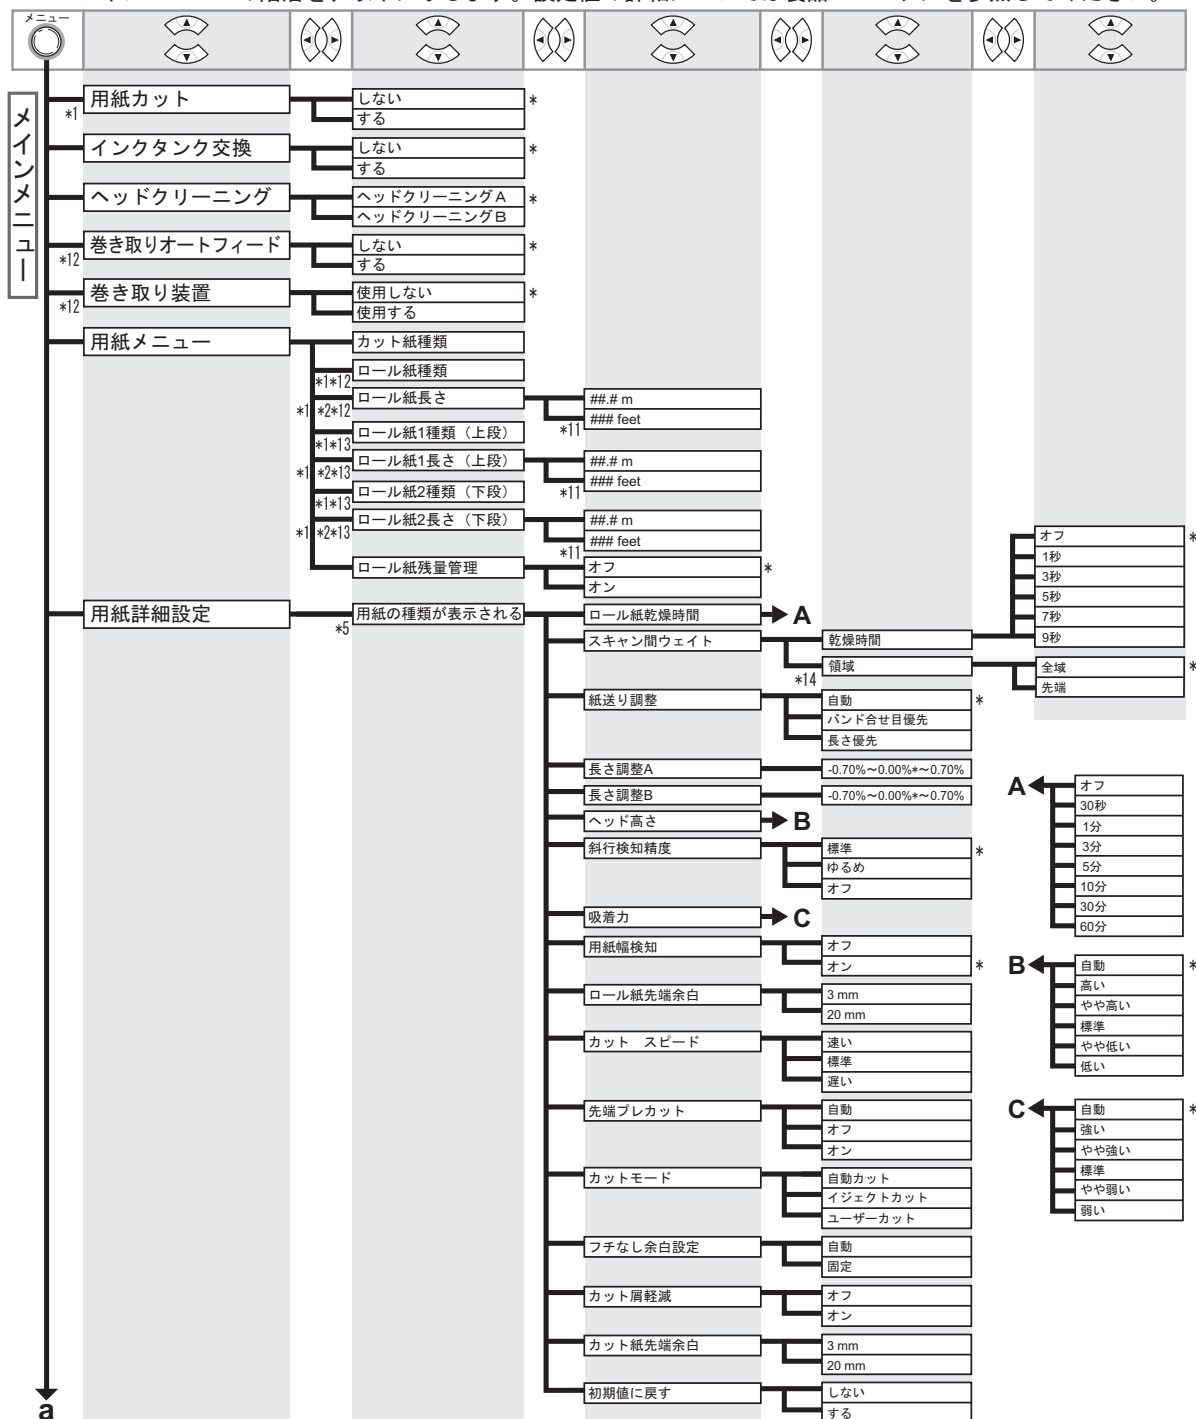 メニュー
メインメニュー
*1
用紙カット
しない
*
する
インクタンク交換
しない
*
する
ヘッドクリーニング
ヘッドクリーニングA
*
ヘッドクリーニングB
*12
巻き取りオートフィード
しない
*
する
*12
巻き取り装置
使用しない
*
使用する
用紙メニュー
カット紙種類
*1*12
ロール紙種類
*1 *2*12
ロール紙長さ
*11
##.# m
### feet
*1*13
ロール紙1種類（上段）
*1 *2*13
ロール紙1長さ（上段）
*11
##.# m
### feet
*1*13
ロール紙2種類（下段）
*1 *2*13
ロール紙2長さ（下段）
*11
##.# m
### feet
ロール紙残量管理
オフ
*
オン
用紙詳細設定
*5
用紙の種類が表示される
ロール紙乾燥時間
A
スキャン間ウェイト
乾燥時間
オフ
*
1秒
3秒
5秒
7秒
9秒
*14
領域
全域
*
先端
紙送り調整
自動
*
バンド合せ目優先
長さ優先
長さ調整A
-0.70%～0.00%*～0.70%
長さ調整B
-0.70%～0.00%*～0.70%
ヘッド高さ
B
斜行検知精度
標準
*
ゆるめ
オフ
吸着力
C
用紙幅検知
オフ
オン
*
ロール紙先端余白
3 mm
20 mm
カット　スピード
速い
標準
遅い
先端プレカット
自動
オフ
オン
カットモード
自動カット
イジェクトカット
ユーザーカット
フチなし余白設定
自動
固定
カット屑軽減
オフ
オン
カット紙先端余白
3 mm
20 mm
初期値に戻す
しない
する
A
オフ
30秒
1分
3分
5分
10分
30分
60分
B
自動
*
高い
やや高い
標準
やや低い
低い
C
自動
*
強い
やや強い
標準
やや弱い
弱い
a